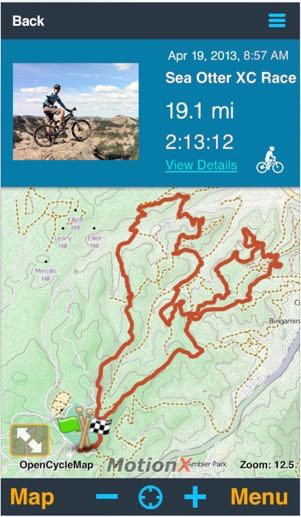 Back
Apr 19, 2013, 8:57 AM
Sea Otter XC Race
19.1 mi
2:13:12
View Details
Elliott Hill
Leary Hill
Elliot Hill
Merrils Hill
Bingamin
OpenCycleMap
MotionX
Ambler Park
Zoom: 12.5
Map
Menu